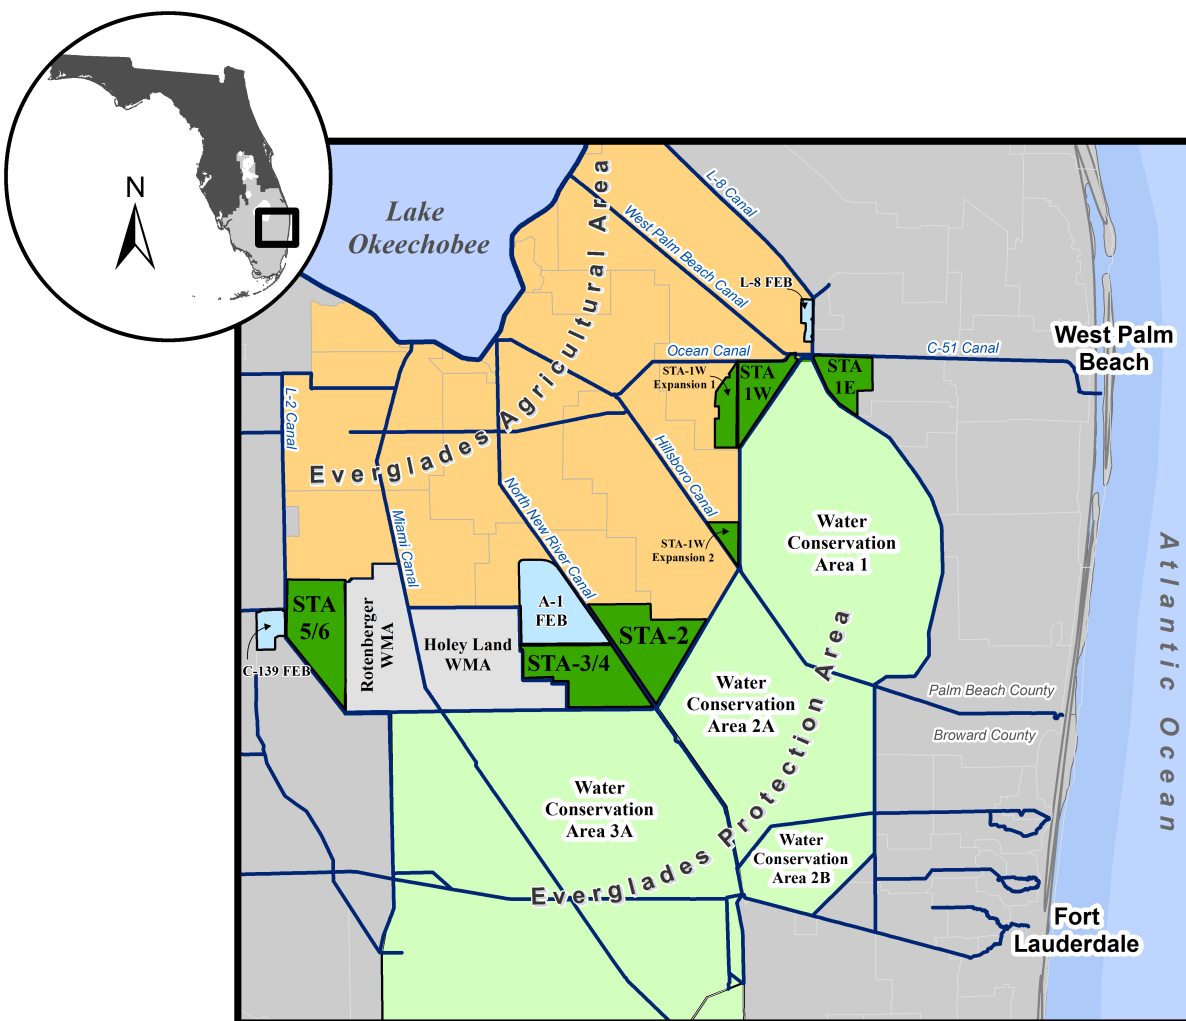 N
Lake
Okeechobee
Everglades Agricultural Area
L-8 Canal
West Palm Beach Canal
L-8 FEB
West Palm
Beach
C-51 Canal
Ocean Canal
STA-1W
Expansion 1
STA
1W
STA
1E
L-2 Canal
Hillsboro Canal
North New River Canal
Miami Canal
STA-1W
Expansion 2
Water
Conservation
Area 1
Atlantic Ocean
STA
5/6
Rotenberger
WMA
Holey Land
WMA
A-1
FEB
STA-2
STA-3/4
C-139 FEB
Water
Conservation
Area 2A
Palm Beach County
Broward County
Everglades Protection Area
Water
Conservation
Area 3A
Water
Conservation
Area 2B
Fort
Lauderdale